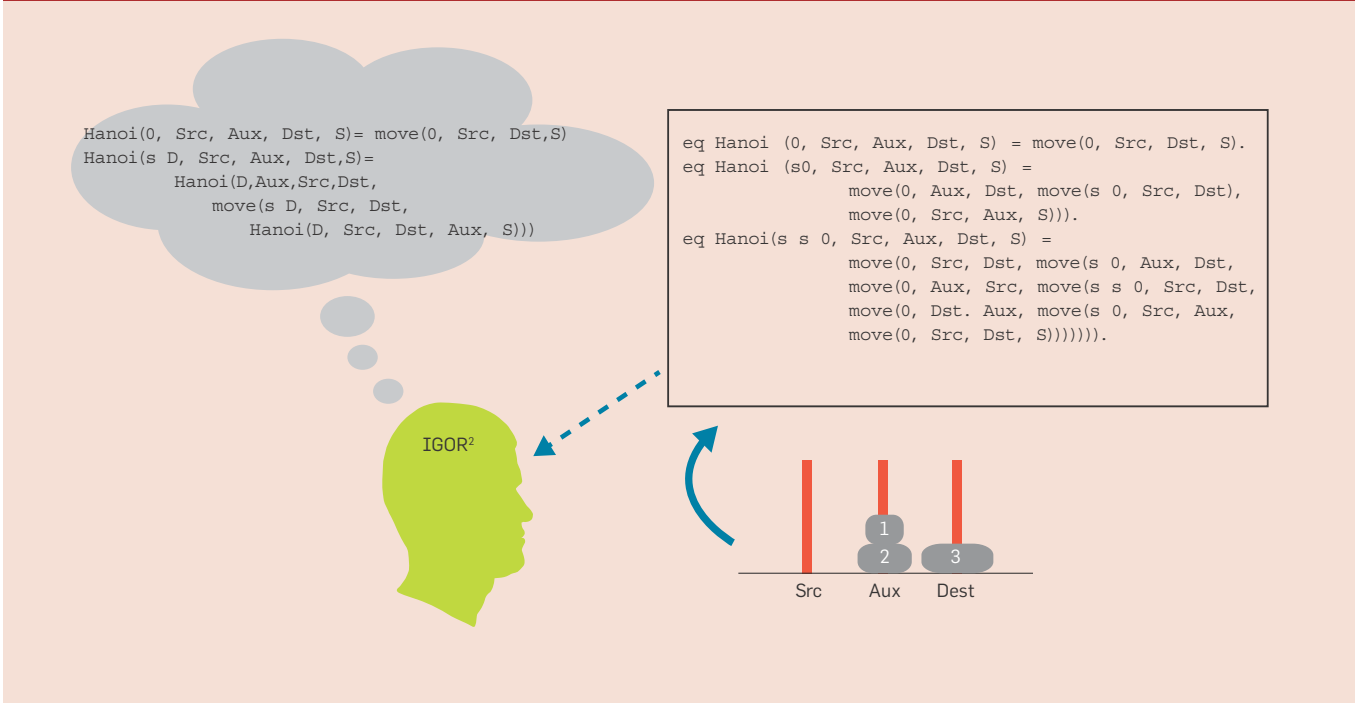 Hanoi(0, Src, Aux, Dst, S)= move(0, Src, Dst,S)
Hanoi(s D, Src, Aux, Dst,S)=
Hanoi(D,Aux,Src,Dst,
move(s D, Src, Dst,
Hanoi(D, Src, Dst, Aux, S)))
eq Hanoi (0, Src, Aux, Dst, S) = move(0, Src, Dst, S).
eq Hanoi (s0, Src, Aux, Dst, S) =
move(0, Aux, Dst, move(s 0, Src, Dst),
move(0, Src, Aux, S))).
eq Hanoi(s s 0, Src, Aux, Dst, S) =
move(0, Src, Dst, move(s 0, Aux, Dst,
move(0, Aux, Src, move(s s 0, Src, Dst,
move(0, Dst. Aux, move(s 0, Src, Aux,
move(0, Src, Dst, S))))))).
IGOR²
1
2
3
Src Aux Dest